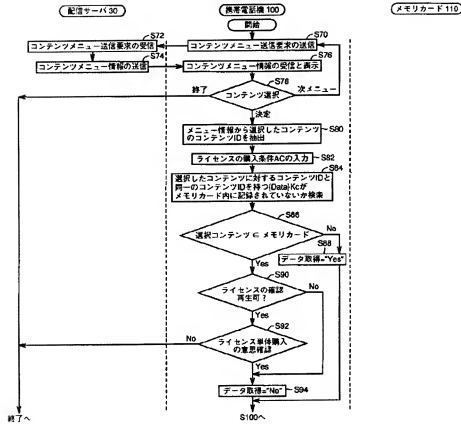 配信サーバ 30
携帯電話機 100
メモリカード 110
開始
S72
S70
コンテンツメニュー送信要求の受信
コンテンツメニュー送信要求の送信
S74
S76
コンテンツメニュー情報の送信
コンテンツメニュー情報の受信と表示
S78
終了
コンテンツ選択
次メニュー
決定
メニュー情報から選択したコンテンツ
のコンテンツIDを抽出
S80
ライセンスの購入条件ACの入力
S82
S84
選択したコンテンツに対するコンテンツIDと
同一のコンテンツIDを持つ{Data}Kcが
メモリカード内に記録されていないか検索
S86
選択コンテンツ ⊂ メモリカード
No
S88
データ取得="Yes"
Yes
S90
ライセンスの確認
再生可?
No
Yes
S92
No
ライセンス単体購入
の意思確認
Yes
データ取得="No"
S94
終了へ
S100へ